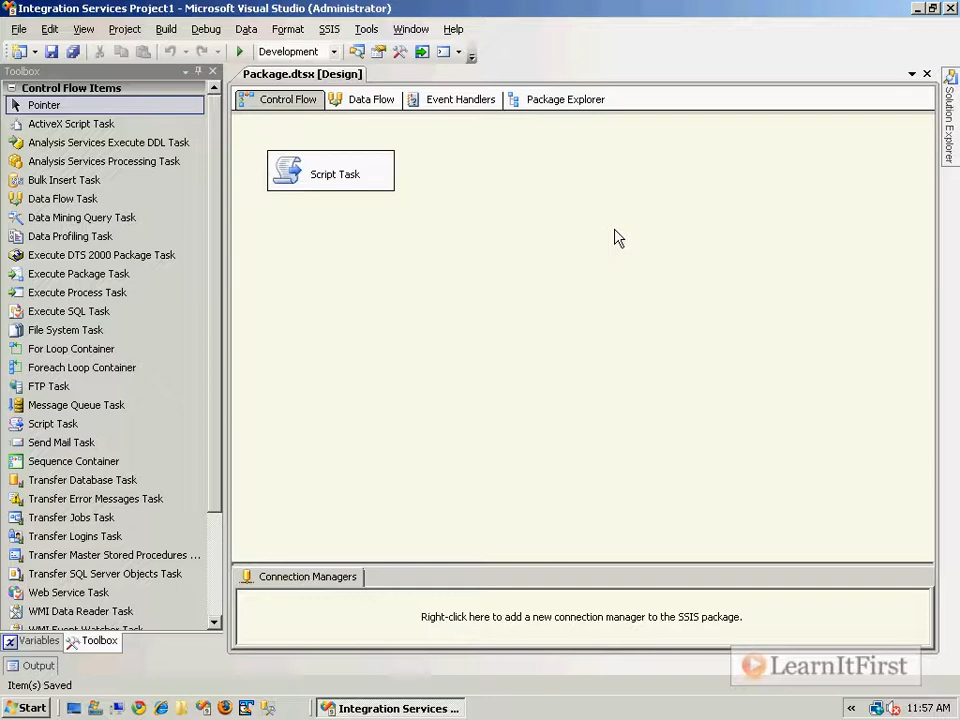 Integration Services Project1 - Microsoft Visual Studio (Administrator)
File Edit View Project Build Debug Data Format SSIS Tools Window Help
Development
Toolbox
Package.dtsx [Design]
Control Flow Items
Control Flow Data Flow Event Handlers Package Explorer
Solution Explorer
Pointer
ActiveX Script Task
Analysis Services Execute DDL Task
Analysis Services Processing Task
Bulk Insert Task
Data Flow Task
Data Mining Query Task
Data Profiling Task
Execute DTS 2000 Package Task
Execute Package Task
Execute Process Task
Execute SQL Task
File System Task
For Loop Container
Foreach Loop Container
FTP Task
Message Queue Task
Script Task
Send Mail Task
Sequence Container
Transfer Database Task
Transfer Error Messages Task
Transfer Jobs Task
Transfer Logins Task
Transfer Master Stored Procedures ...
Transfer SQL Server Objects Task
Web Service Task
WMI Data Reader Task
WMI Event Watcher Task
Script Task
Connection Managers
Right-click here to add a new connection manager to the SSIS package.
Variables Toolbox
Output
LearnItFirst
Item(s) Saved
Start
Integration Services ...
11:57 AM